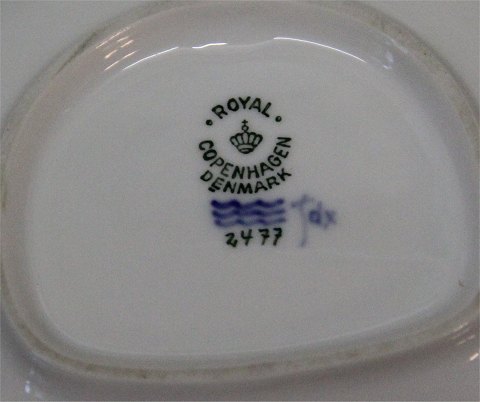 ROYAL
COPENHAGEN
DENMARK
2477